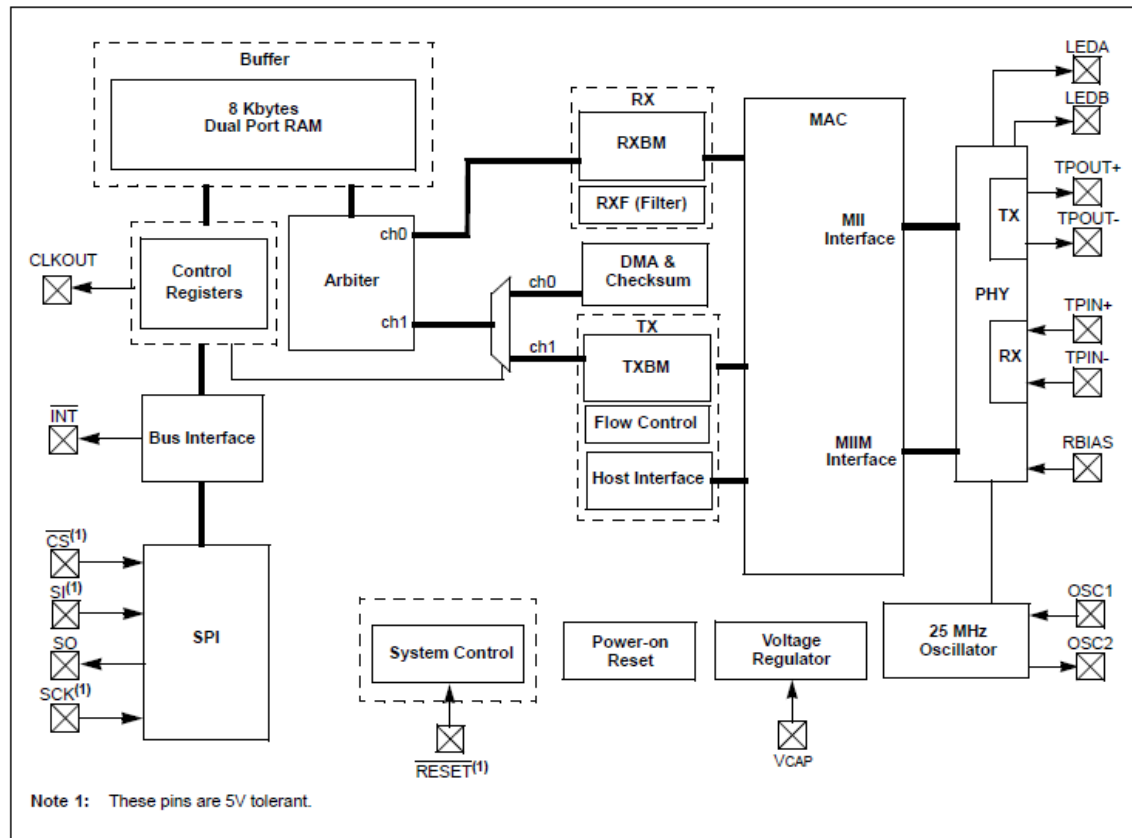 Buffer
8 Kbytes
Dual Port RAM
CLKOUT
Control
Registers
Arbiter
ch0
ch1
ch0
ch1
RX
RXBM
RXF (Filter)
DMA &
Checksum
TX
TXBM
Flow Control
Host Interface
MAC
MII
Interface
MIIM
Interface
PHY
TX
RX
LEDA
LEDB
TPOUT+
TPOUT-
TPIN+
TPIN-
RBIAS
INT
Bus Interface
CS(1)
SI(1)
SO
SCK(1)
SPI
System Control
RESET(1)
Power-on
Reset
Voltage
Regulator
VCAP
25 MHz
Oscillator
OSC1
OSC2
Note 1: These pins are 5V tolerant.